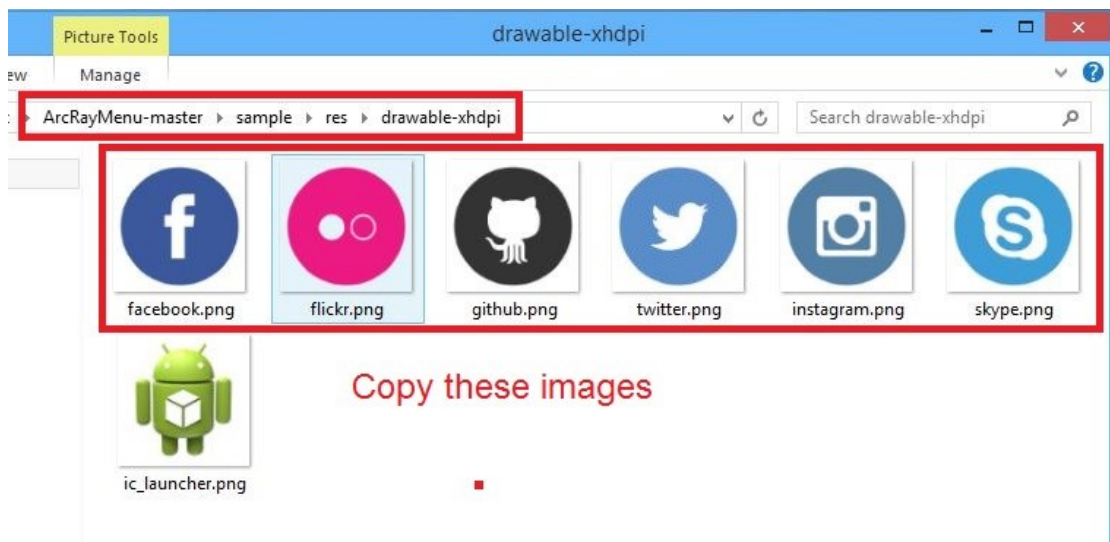 Picture Tools
drawable-xhdpi
ew Manage
ArcRayMenu-master sample res drawable-xhdpi
Search drawable-xhdpi
facebook.png flickr.png github.png twitter.png instagram.png skype.png
Copy these images
ic_launcher.png